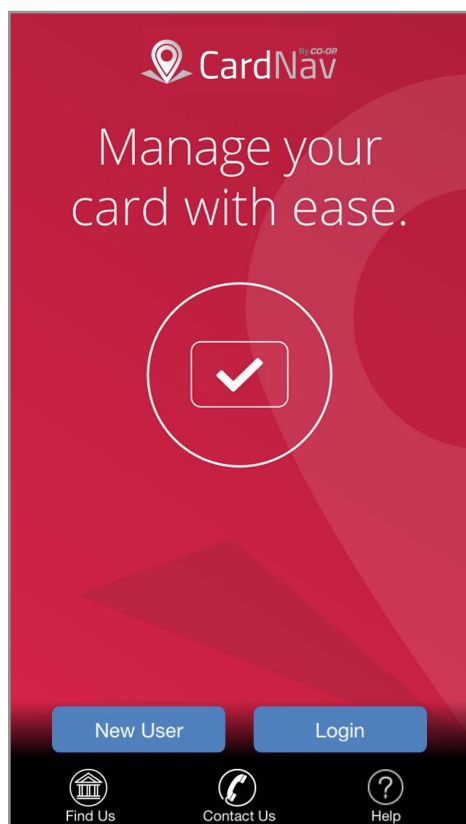 CardNav
By CO-OP
Manage your
card with ease.
New User
Login
Find Us
Contact Us
Help